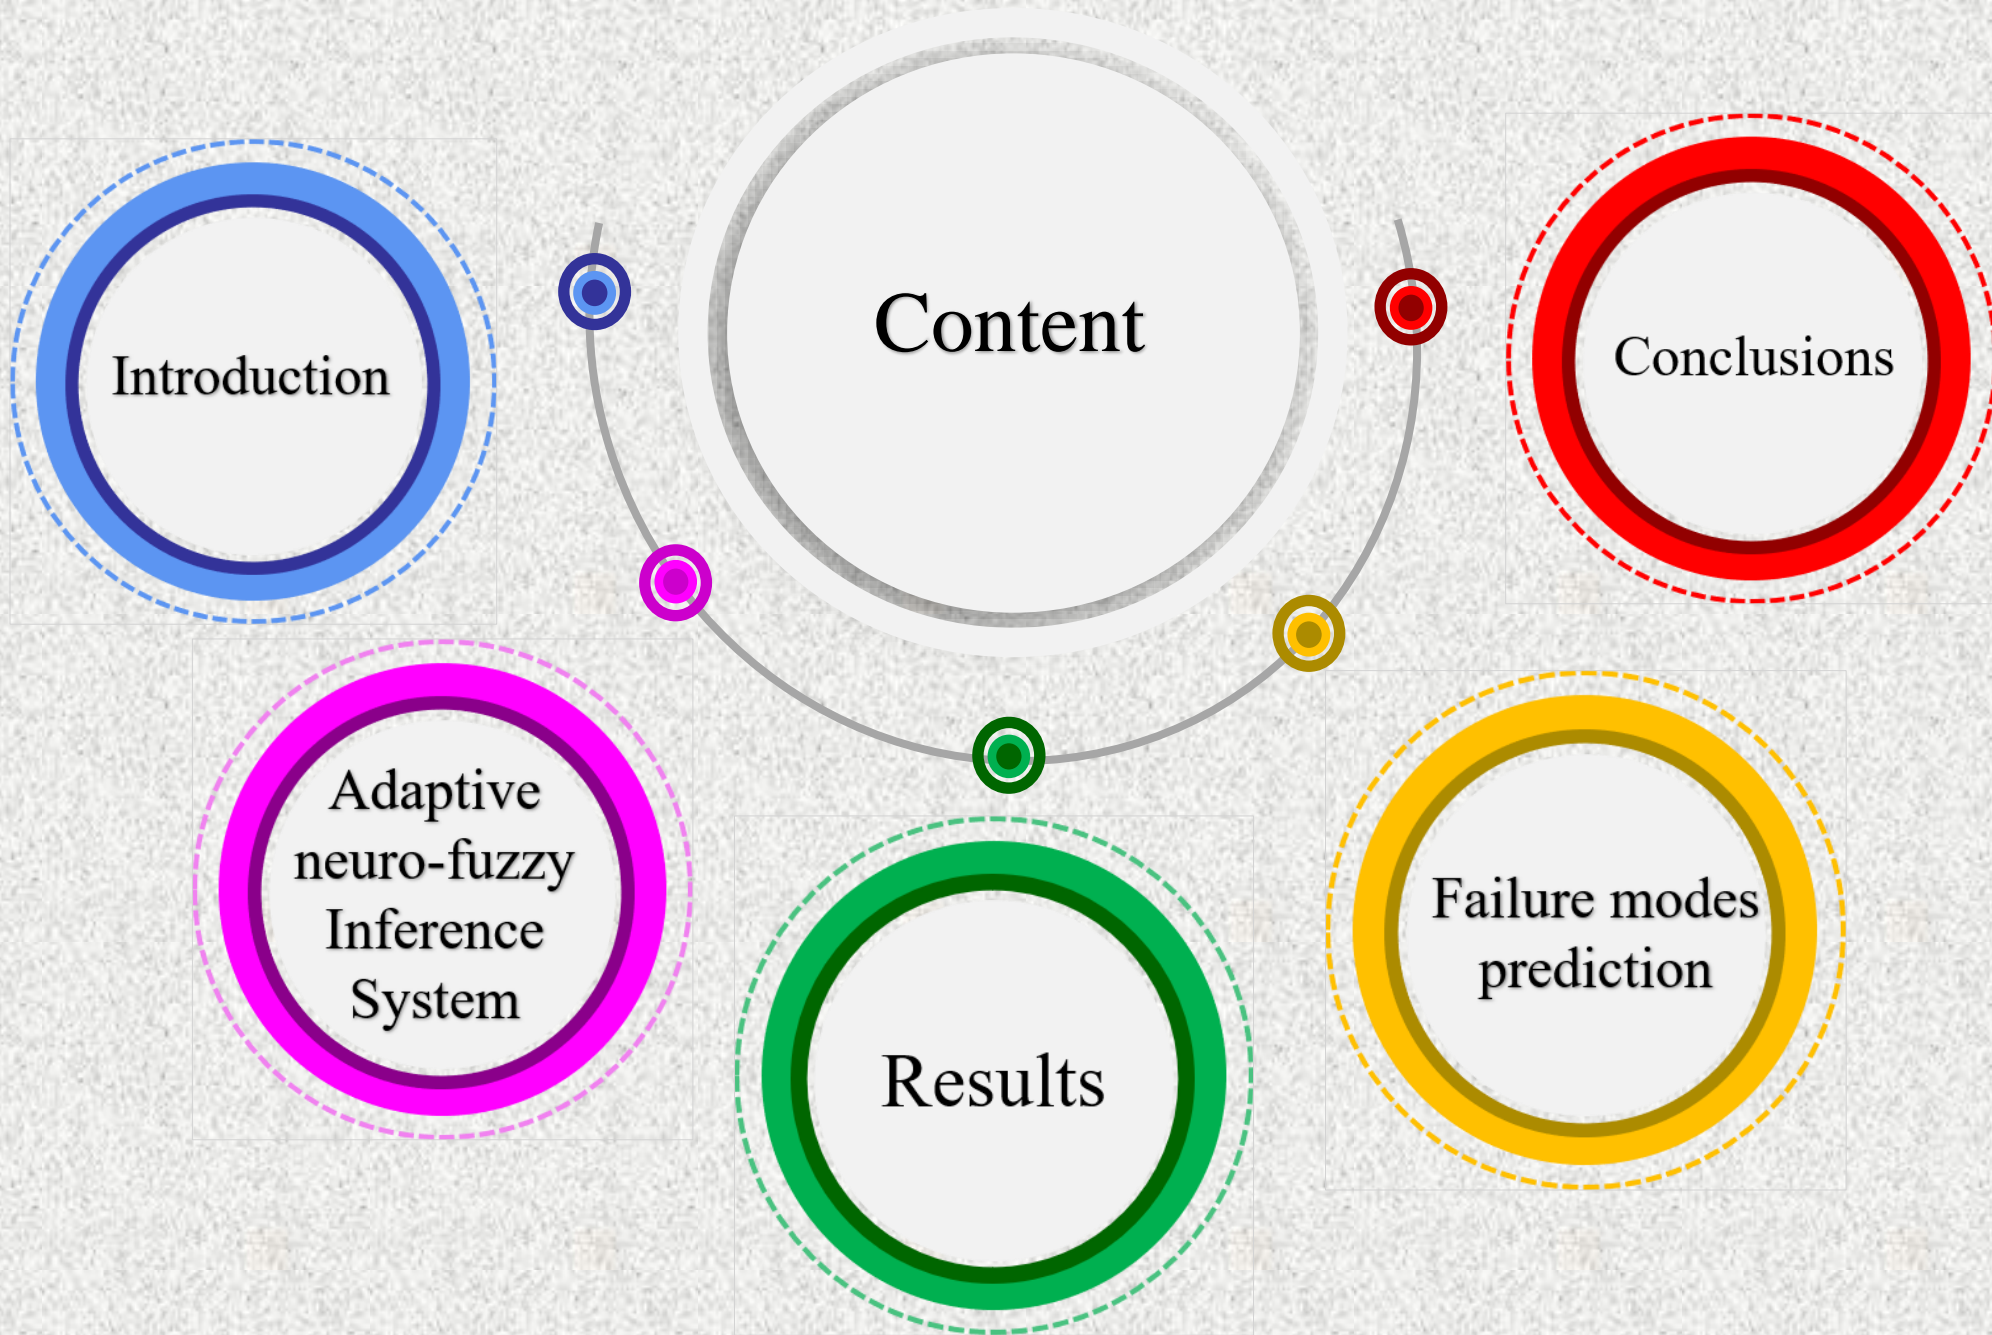 Content
Introduction
Adaptive
neuro-fuzzy
Inference
System
Results
Failure modes
prediction
Conclusions